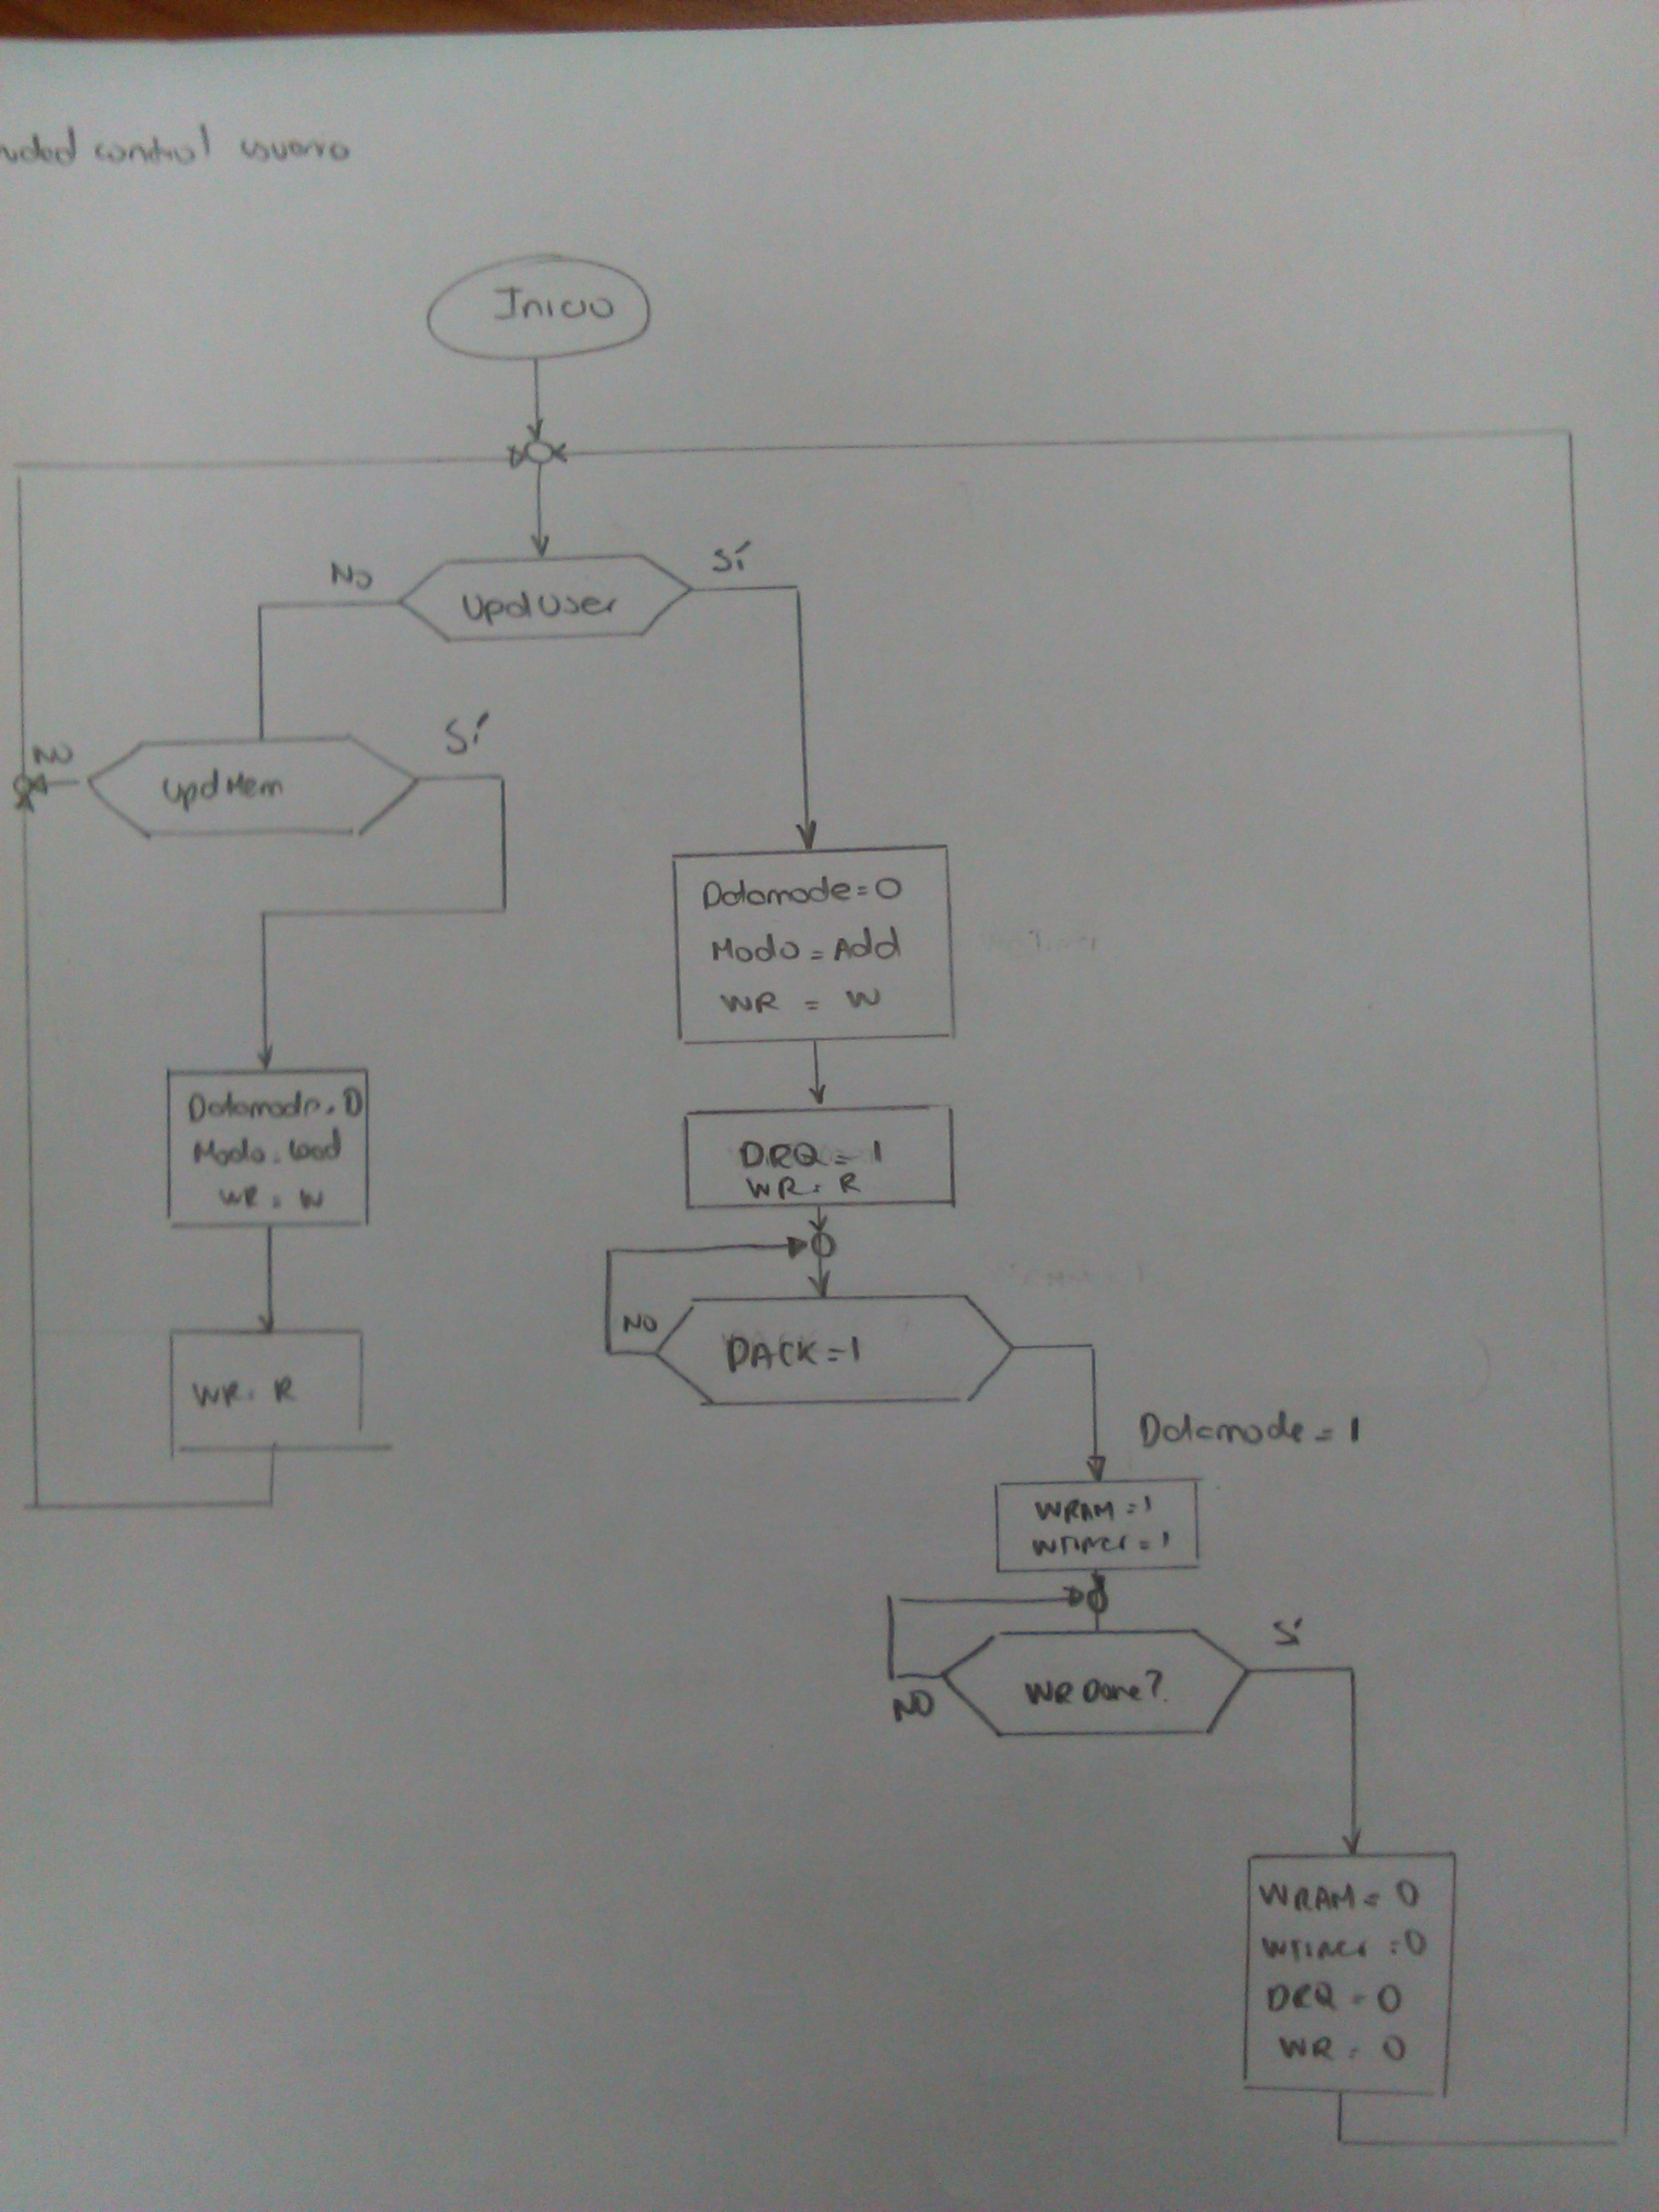 control usuario
Inicio
UpdUser
No
Sí
UpdMem
NO
Sí
Datamode=0
Modo=Add
WR = W
Datamode=0
Modo=load
WR = W
DRQ=1
WR=R
WR=R
NO
DACK=1
Datamode=1
WRAM=1
WTimer=1
NO
WR Done?
Sí
WRAM=0
WTimer=0
DRQ=0
WR=0